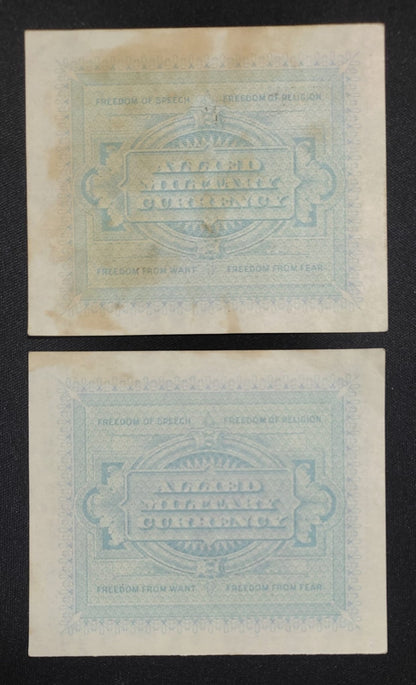 FREEDOM OF SPEECH FREEDOM OF RELIGION
ALLIED
MILITARY
CURRENCY
FREEDOM FROM WANT FREEDOM FROM FEAR
FREEDOM OF SPEECH FREEDOM OF RELIGION
ALLIED
MILITARY
CURRENCY
FREEDOM FROM WANT FREEDOM FROM FEAR